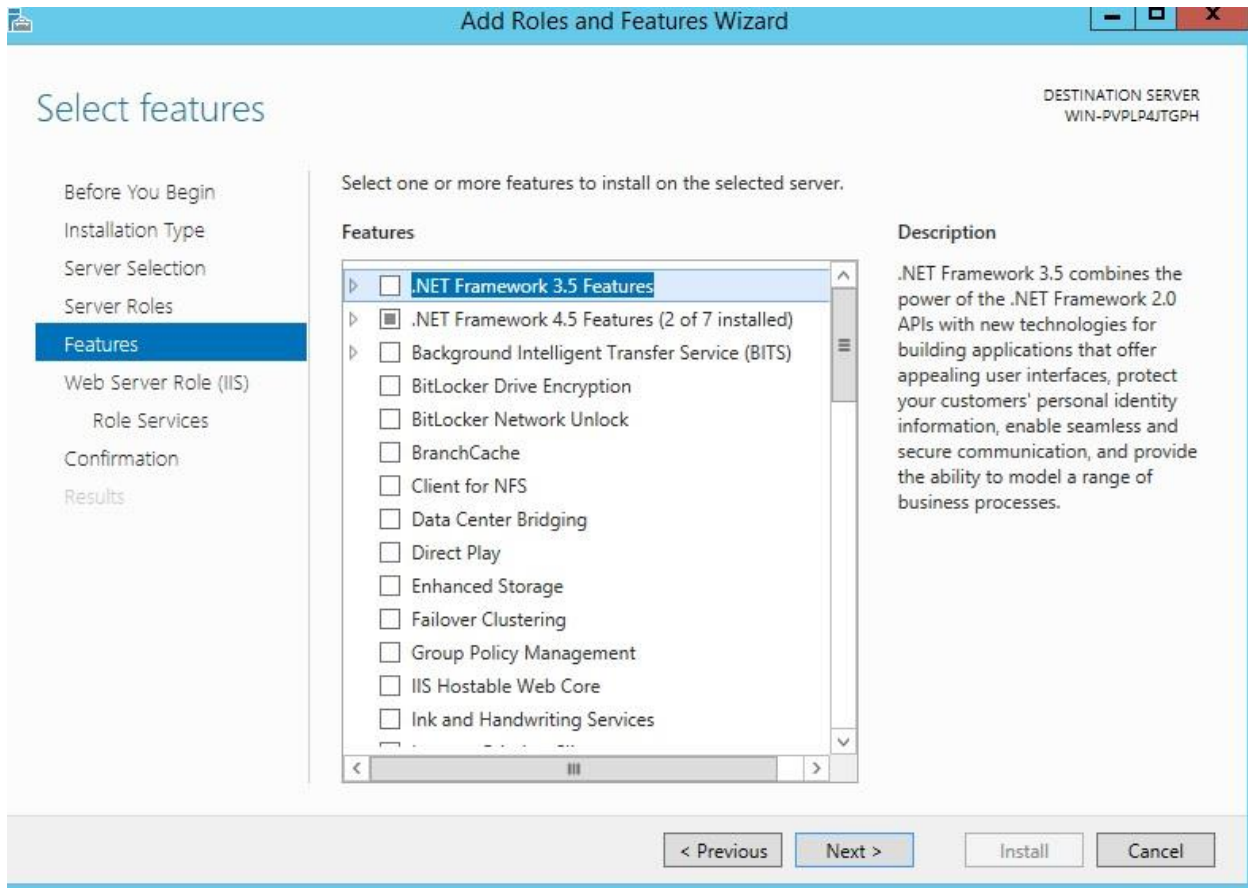 Add Roles and Features Wizard
Select features
DESTINATION SERVER
WIN-PVPLP4JTGPH
Before You Begin
Installation Type
Server Selection
Server Roles
Features
Web Server Role (IIS)
Role Services
Confirmation
Results
Select one or more features to install on the selected server.
Features
.NET Framework 3.5 Features
.NET Framework 4.5 Features (2 of 7 installed)
Background Intelligent Transfer Service (BITS)
BitLocker Drive Encryption
BitLocker Network Unlock
BranchCache
Client for NFS
Data Center Bridging
Direct Play
Enhanced Storage
Failover Clustering
Group Policy Management
IIS Hostable Web Core
Ink and Handwriting Services
Description
.NET Framework 3.5 combines the
power of the .NET Framework 2.0
APIs with new technologies for
building applications that offer
appealing user interfaces, protect
your customers' personal identity
information, enable seamless and
secure communication, and provide
the ability to model a range of
business processes.
< Previous
Next >
Install
Cancel